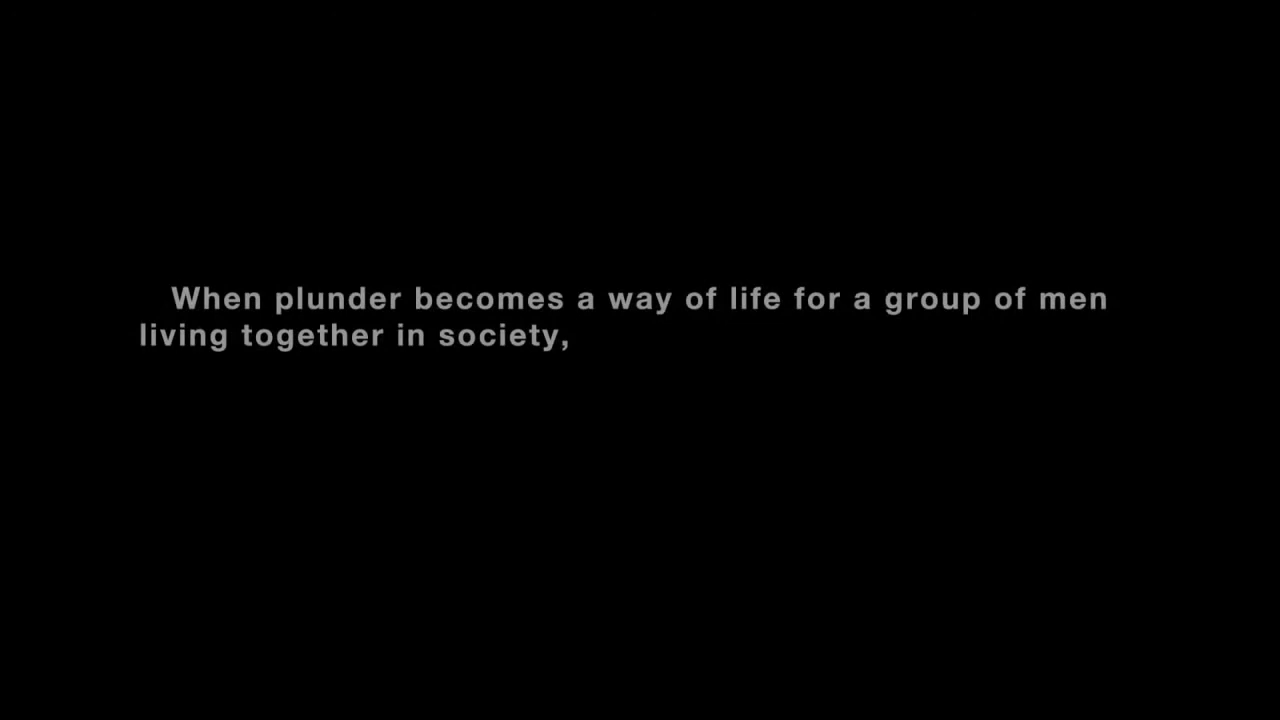 When plunder becomes a way of life for a group of men
living together in society,